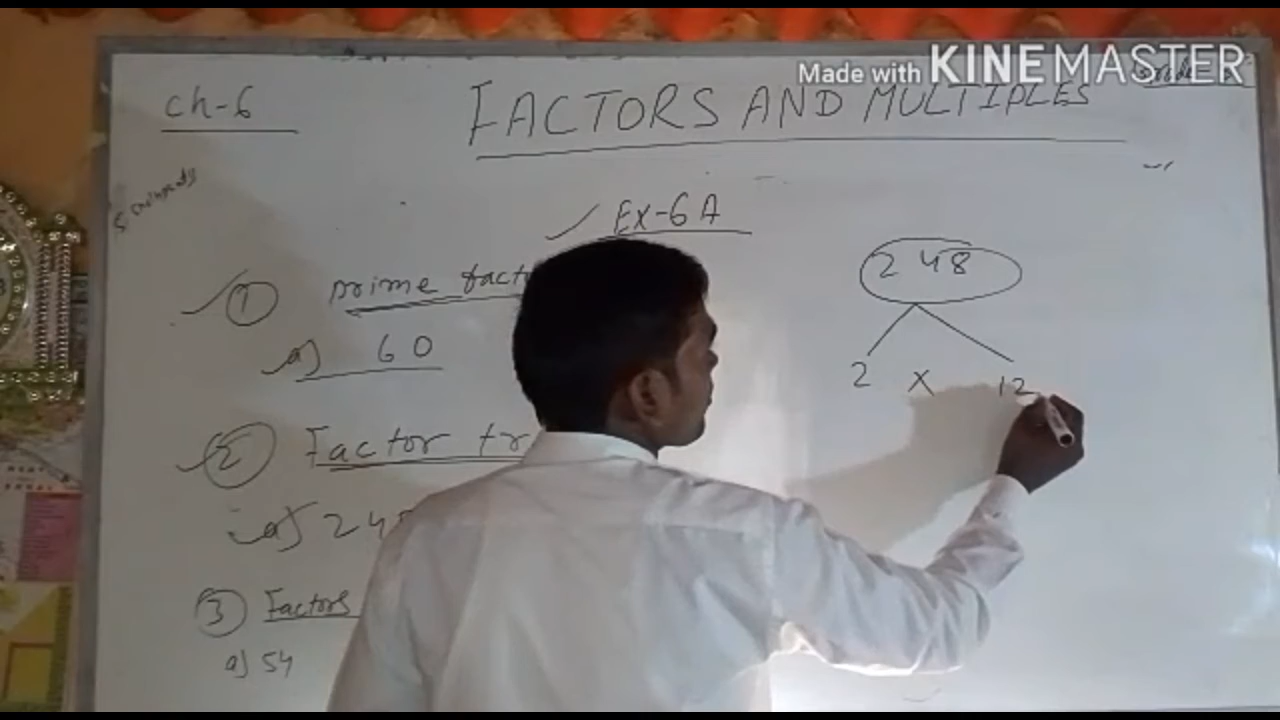 Made with KINEMASTER
Ch-6
FACTORS AND MULTIPLES
Ex-6A
1 prime fact
a) 60
2 Factor tr
a) 24
3 Factors
a) 54
248
2 x 12